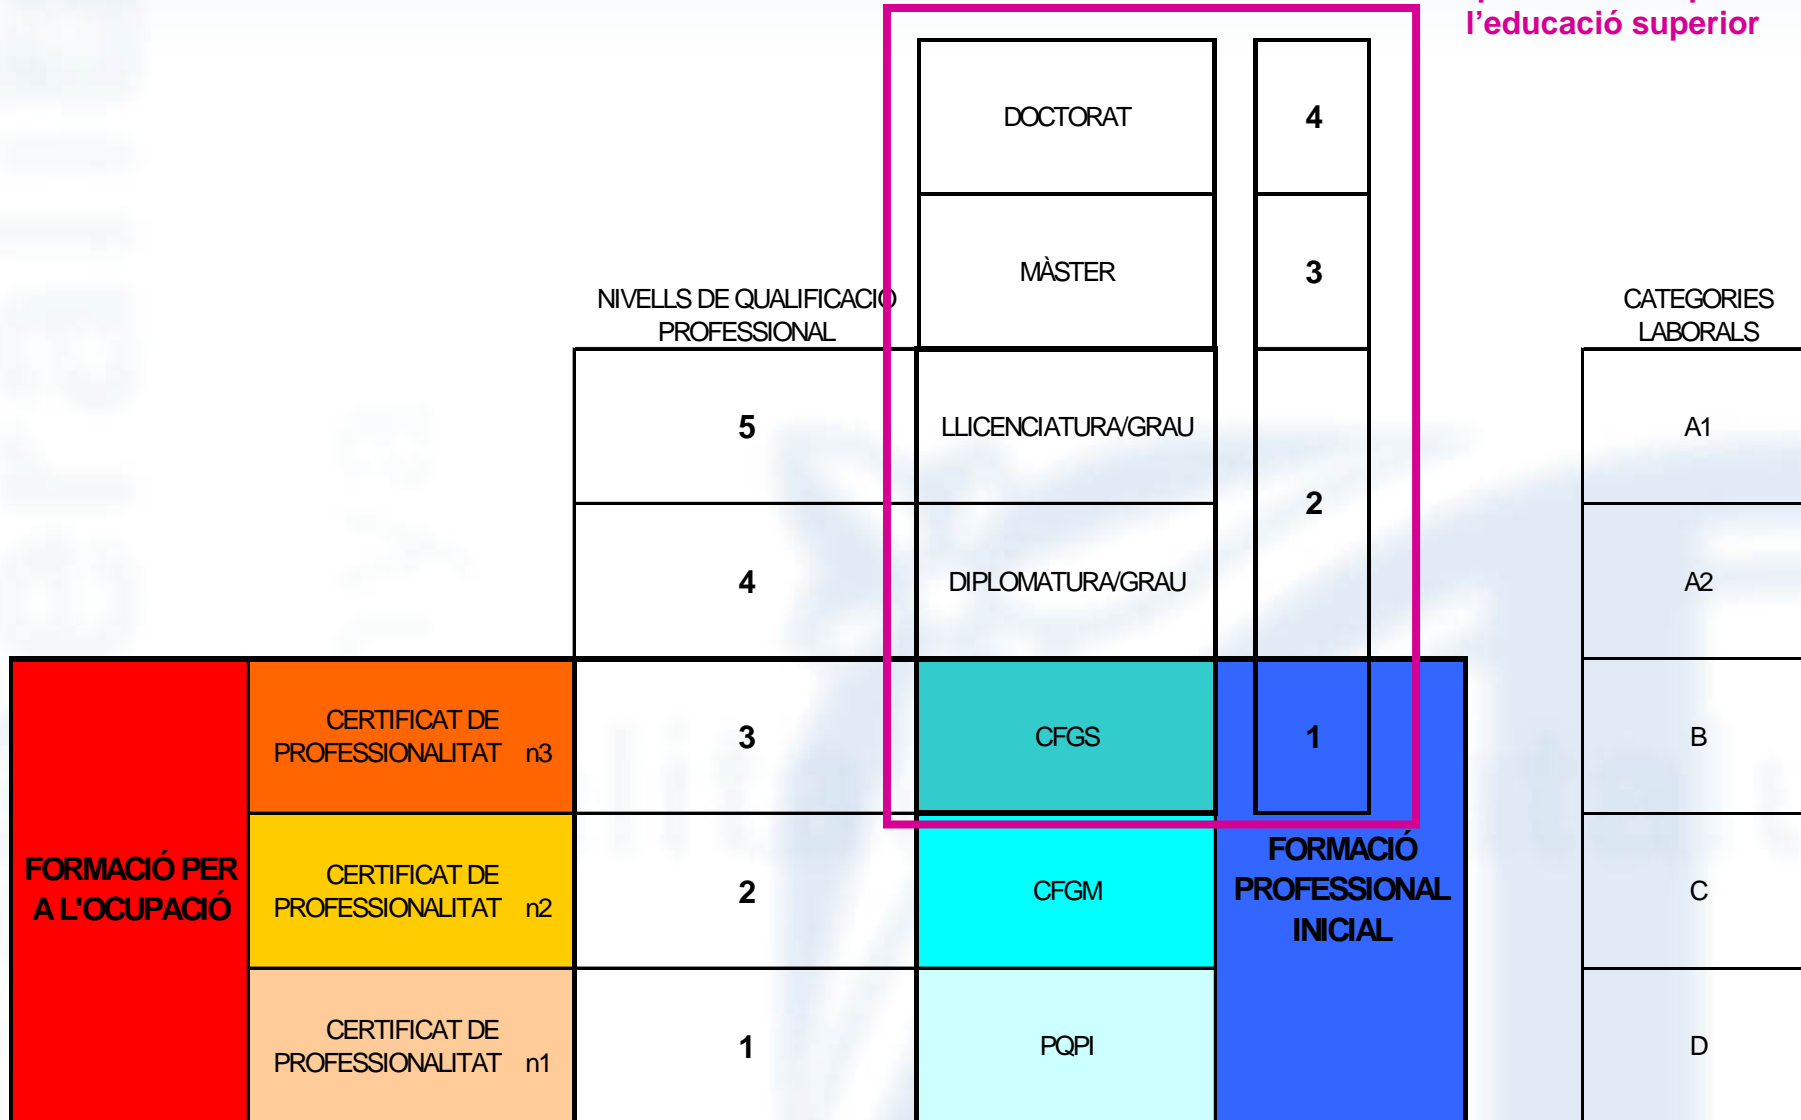 l’educació superior
DOCTORAT
4
MÀSTER
3
NIVELLS DE QUALIFICACIÓ
PROFESSIONAL
CATEGORIES
LABORALS
5
LLICENCIATURA/GRAU
A1
2
4
DIPLOMATURA/GRAU
A2
CERTIFICAT DE
PROFESSIONALITAT n3
3
CFGS
1
B
FORMACIÓ PER
A L'OCUPACIÓ
CERTIFICAT DE
PROFESSIONALITAT n2
2
CFGM
FORMACIÓ
PROFESSIONAL
INICIAL
C
CERTIFICAT DE
PROFESSIONALITAT n1
1
PQPI
D